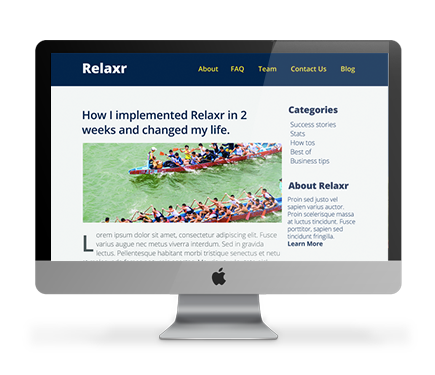 Relaxr
About FAQ Team Contact Us Blog
How I implemented Relaxr in 2
weeks and changed my life.
Lorem ipsum dolor sit amet, consectetur adipiscing elit. Fusce
varius augue nec metus viverra interdum. Sed in gravida
lectus. Pellentesque habitant morbi tristique senectus et netu
Categories
Success stories
Stats
How tos
Best of
Business tips
About Relaxr
Proin sed justo vel
sapien varius auctor.
Proin scelerisque massa
at luctus tincidunt. Fusce
porttitor, sapien sed
tincidunt fringilla.
Learn More